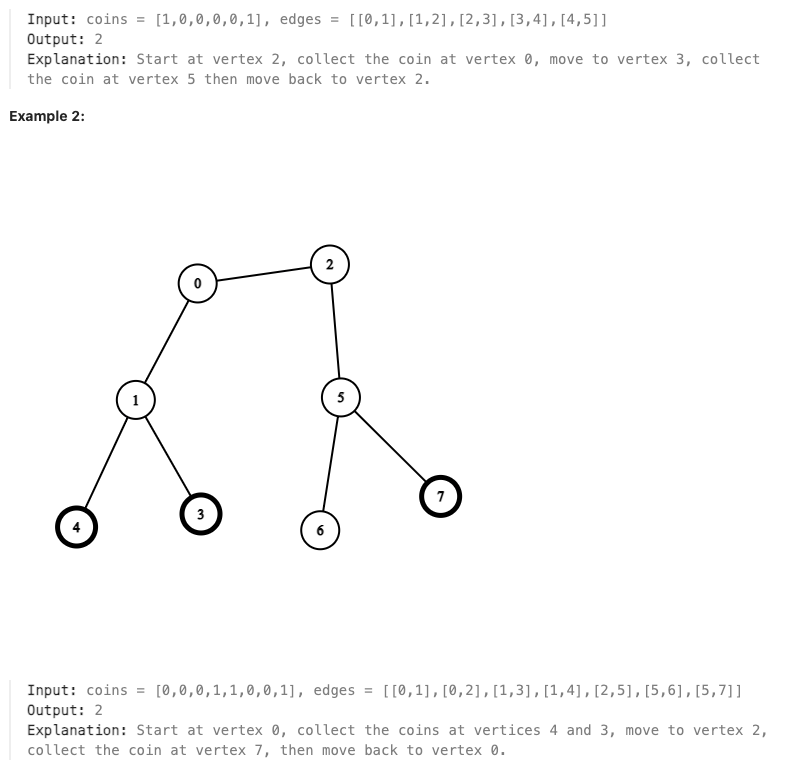 Input: coins = [1,0,0,0,0,1], edges = [[0,1],[1,2],[2,3],[3,4],[4,5]]
Output: 2
Explanation: Start at vertex 2, collect the coin at vertex 0, move to vertex 3, collect
the coin at vertex 5 then move back to vertex 2.
Example 2:
0
2
1
5
4
3
6
7
Input: coins = [0,0,0,1,1,0,0,1], edges = [[0,1],[0,2],[1,3],[1,4],[2,5],[5,6],[5,7]]
Output: 2
Explanation: Start at vertex 0, collect the coins at vertices 4 and 3, move to vertex 2,
collect the coin at vertex 7, then move back to vertex 0.